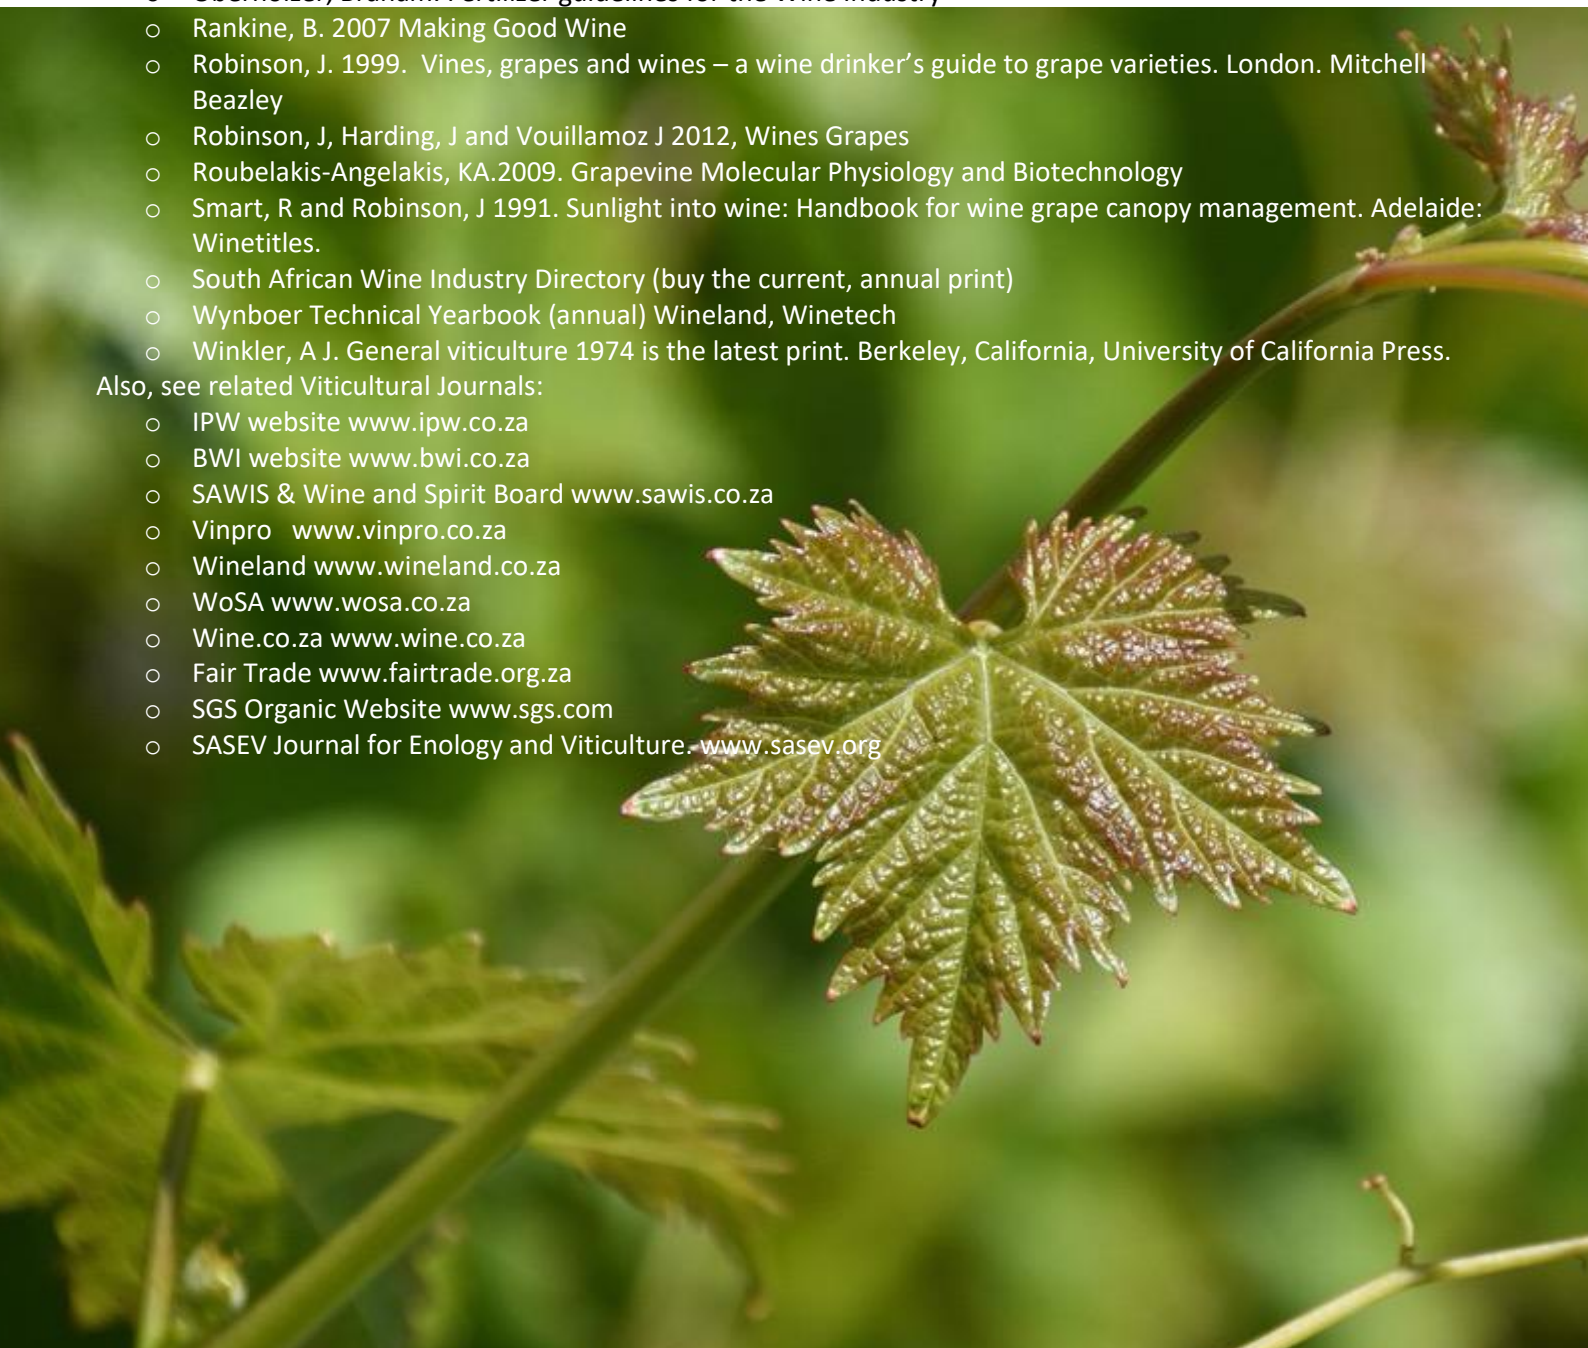 o Rankine, B. 2007 Making Good Wine
o Robinson, J. 1999. Vines, grapes and wines – a wine drinker's guide to grape varieties. London. Mitchell
Beazley
o Robinson, J, Harding, J and Vouillamoz J 2012, Wines Grapes
o Roubelakis-Angelakis, KA.2009. Grapevine Molecular Physiology and Biotechnology
o Smart, R and Robinson, J 1991. Sunlight into wine: Handbook for wine grape canopy management. Adelaide:
Winetitles.
o South African Wine Industry Directory (buy the current, annual print)
o Wynboer Technical Yearbook (annual) Wineland, Winetech
o Winkler, A J. General viticulture 1974 is the latest print. Berkeley, California, University of California Press.
Also, see related Viticultural Journals:
o IPW website www.ipw.co.za
o BWI website www.bwi.co.za
o SAWIS & Wine and Spirit Board www.sawis.co.za
o Vinpro www.vinpro.co.za
o Wineland www.wineland.co.za
o WoSA www.wosa.co.za
o Wine.co.za www.wine.co.za
o Fair Trade www.fairtrade.org.za
o SGS Organic Website www.sgs.com
o SASEV Journal for Enology and Viticulture. www.sasev.org